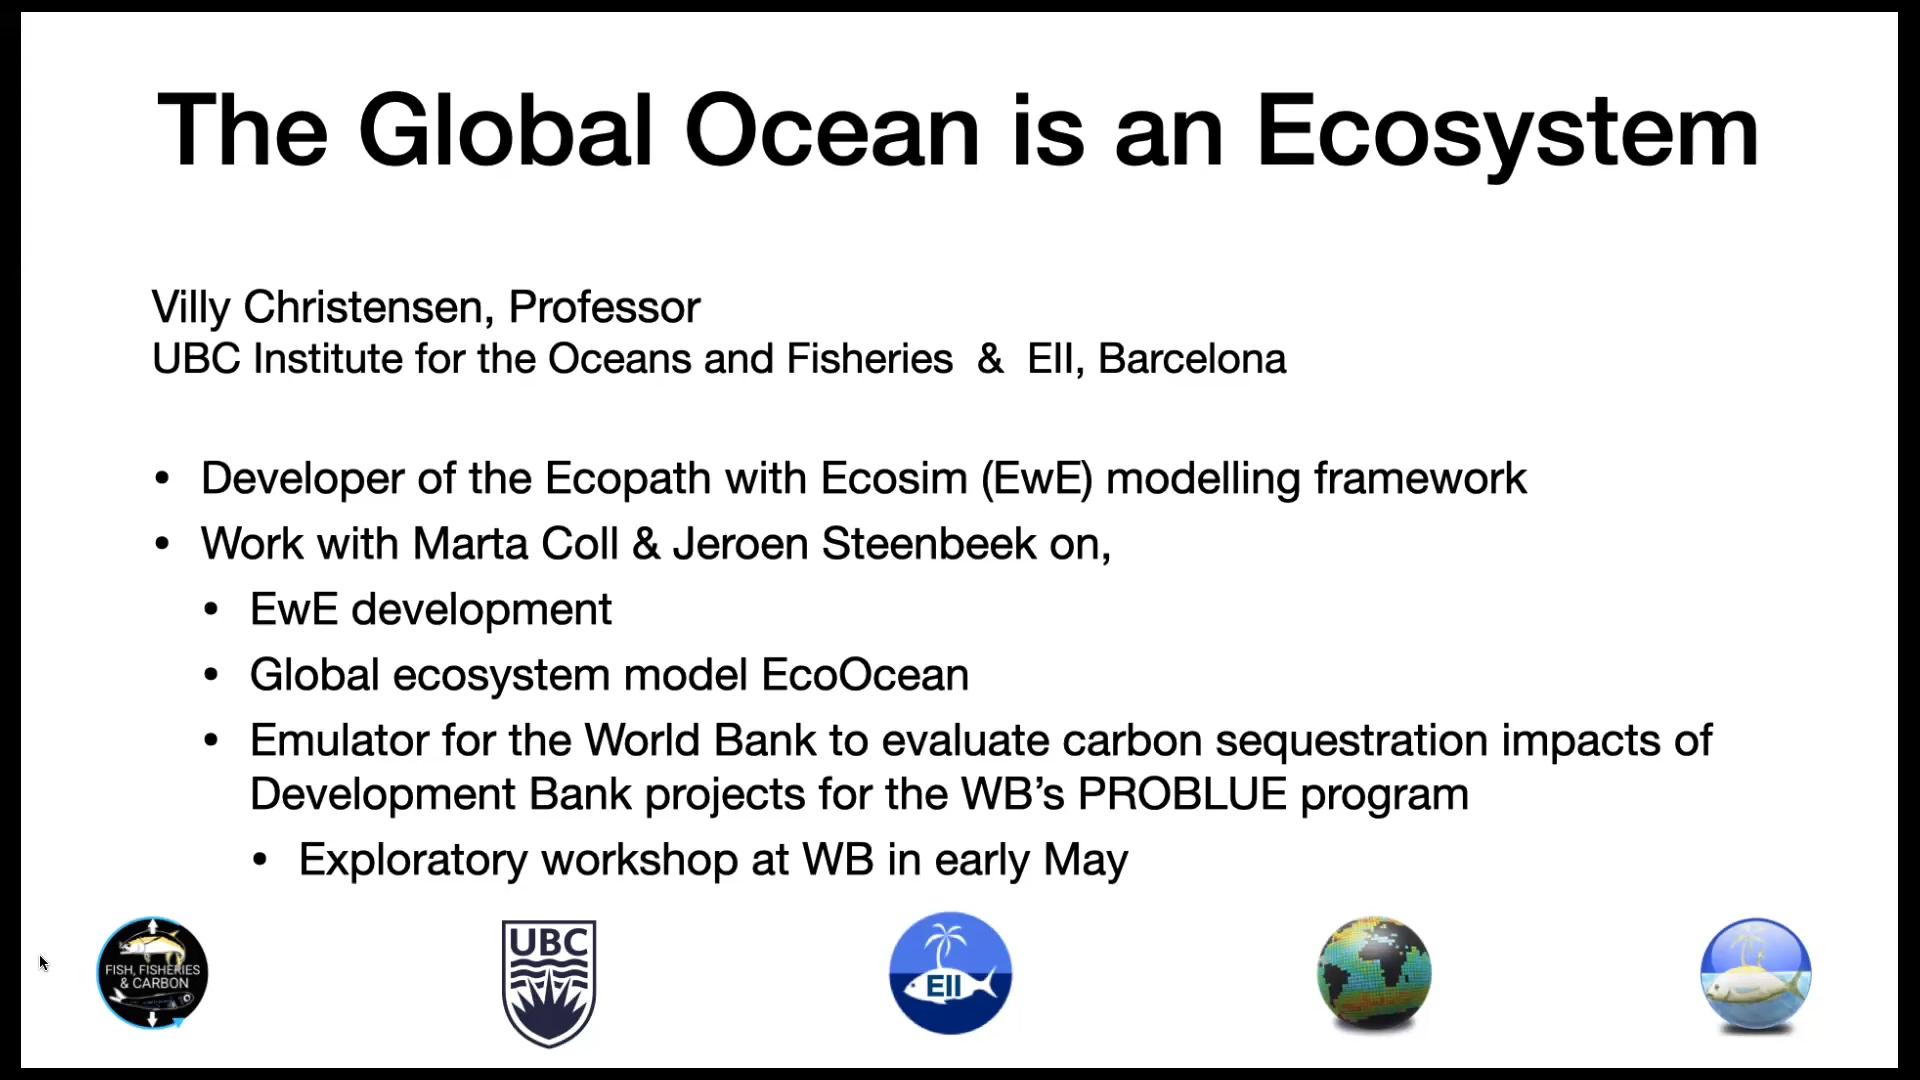 The Global Ocean is an Ecosystem
Villy Christensen, Professor
UBC Institute for the Oceans and Fisheries & EII, Barcelona
• Developer of the Ecopath with Ecosim (EwE) modelling framework
• Work with Marta Coll & Jeroen Steenbeek on,
• EwE development
• Global ecosystem model EcoOcean
• Emulator for the World Bank to evaluate carbon sequestration impacts of
Development Bank projects for the WB’s PROBLUE program
• Exploratory workshop at WB in early May
FISH, FISHERIES
& CARBON
UBC
EII